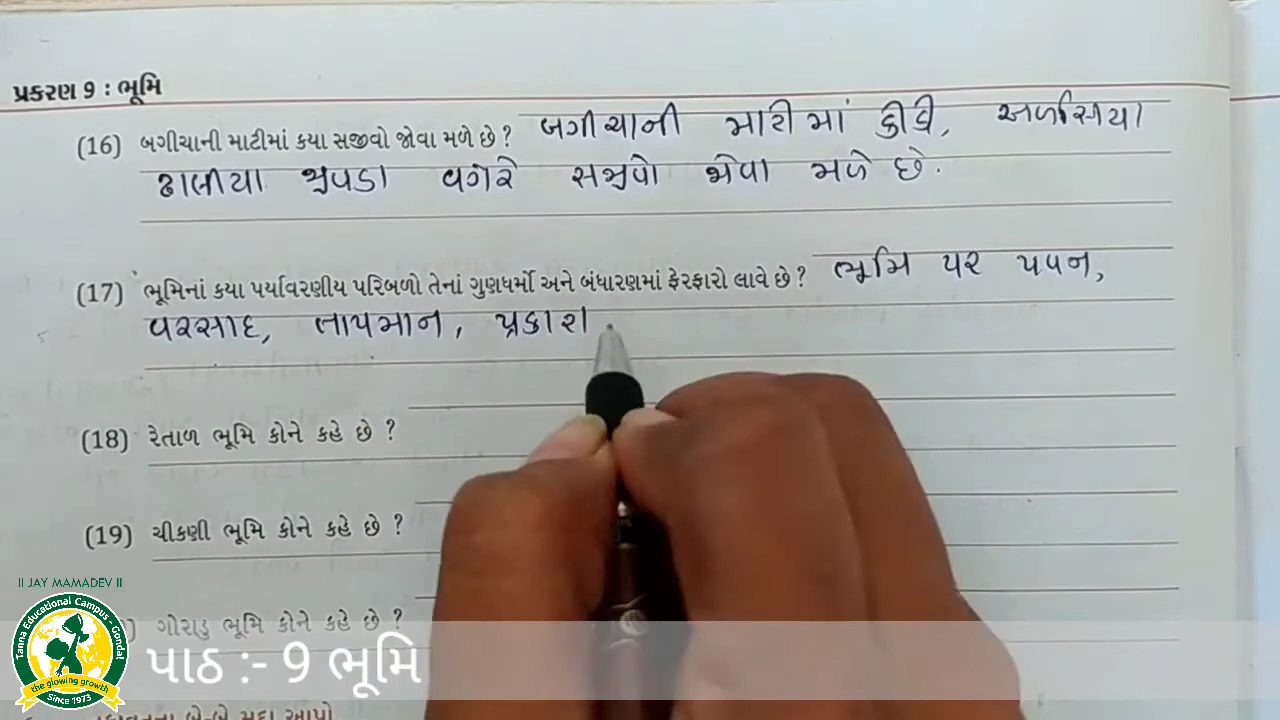 પ્રકરણ 9 : ભૂમિ
(16) બગીચાની માટીમાં કયા સજીવો જોવા મળે છે ? બગીચાની માટીમાં કીડી, અળસિયા
ઢાલીયા જીવડા વગેરે સજીવો જોવા મળે છે.
(17) ભૂમિનાં કયા પર્યાવરણીય પરિબળો તેનાં ગુણધર્મો અને બંધારણમાં ફેરફારો લાવે છે ? ભૂમિ પર પવન,
વરસાદ, તાપમાન, પ્રકાશ
(18) રેતાળ ભૂમિ કોને કહે છે ?
(19) ચીકણી ભૂમિ કોને કહે છે ?
) ગોરાડુ ભૂમિ કોને કહે છે ?
|| JAY MAMADEV ||
Tanna Educational Campus - Gondal
the glowing growth
Since 1973
પાઠ :- 9 ભૂમિ
બે-બે મુદ્દા આપો